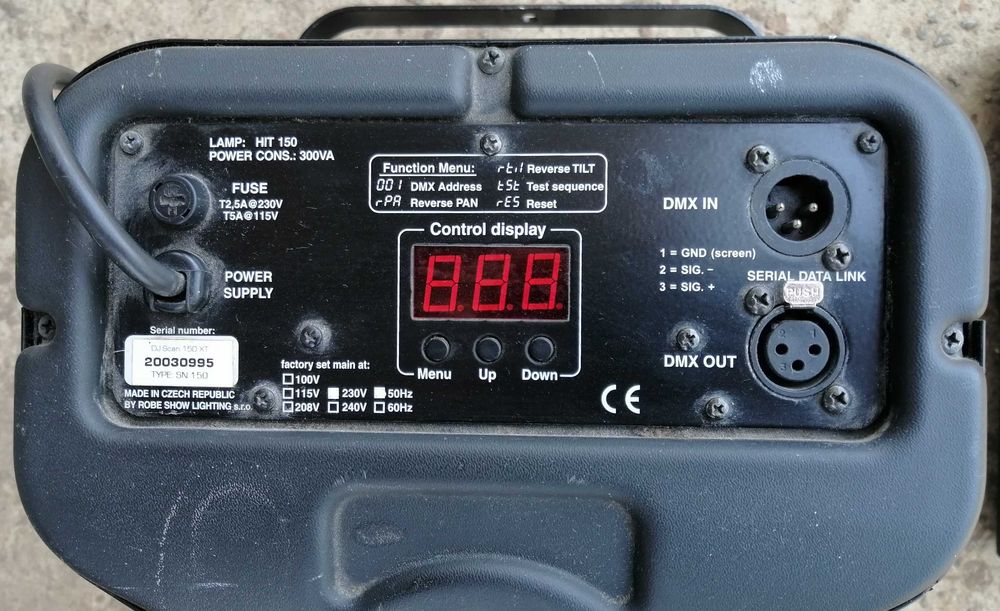 LAMP: HIT 150
POWER CONS.: 300VA
FUSE
T2,5A@230V
T5A@115V
POWER
SUPPLY
Serial number:
DJ Scan 150 XT
20030995
TYPE: SN 150
MADE IN CZECH REPUBLIC
BY ROBE SHOW LIGHTING s.r.o.
factory set main at:
100V
115V 230V 50Hz
208V 240V 60Hz
Function Menu: rtil Reverse TILT
001 DMX Address tSt Test sequence
rPA Reverse PAN rES Reset
Control display
8.8.8.
Menu Up Down
DMX IN
1 = GND (screen)
2 = SIG. –
3 = SIG. +
SERIAL DATA LINK
PUSH
DMX OUT
CE